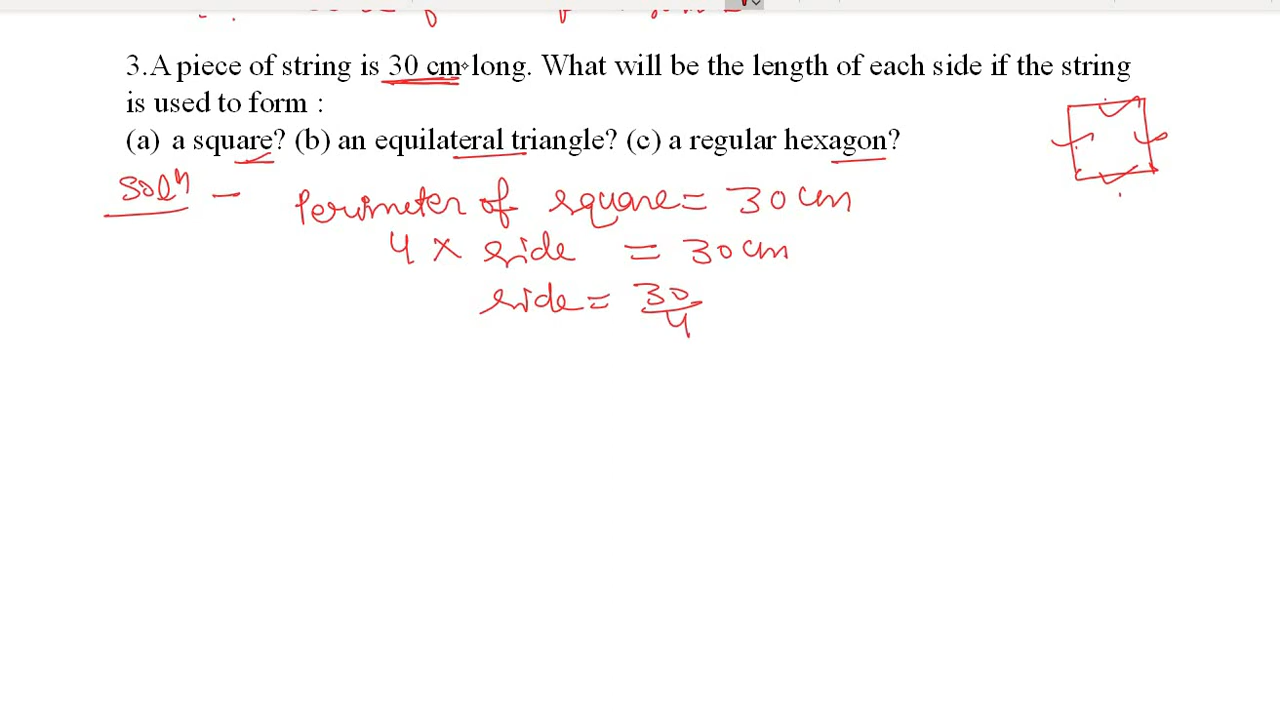 3.A piece of string is 30 cm long. What will be the length of each side if the string
is used to form :
(a) a square? (b) an equilateral triangle? (c) a regular hexagon?
Soln - Perimeter of square = 30 cm
4 × side = 30 cm
side = 30/4